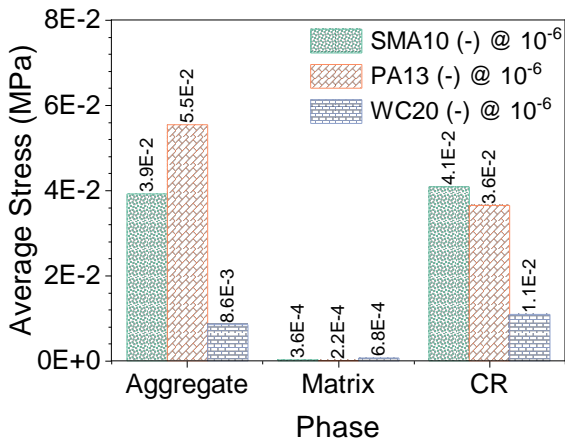 8E-2
6E-2
4E-2
2E-2
0E+0
Average Stress (MPa)
SMA10 (-) @ 10⁻⁶
PA13 (-) @ 10⁻⁶
WC20 (-) @ 10⁻⁶
3.9E-2
5.5E-2
8.6E-3
3.6E-4
2.2E-4
6.8E-4
4.1E-2
3.6E-2
1.1E-2
Aggregate
Matrix
CR
Phase